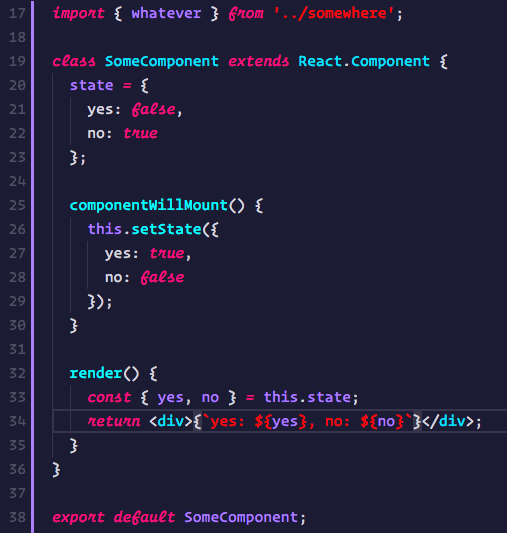 17 import { whatever } from '../somewhere';
18
19 class SomeComponent extends React.Component {
20   state = {
21     yes: false,
22     no: true
23   };
24
25   componentWillMount() {
26     this.setState({
27       yes: true,
28       no: false
29     });
30   }
31
32   render() {
33     const { yes, no } = this.state;
34     return <div>{`yes: ${yes}, no: ${no}`}</div>;
35   }
36 }
37
38 export default SomeComponent;